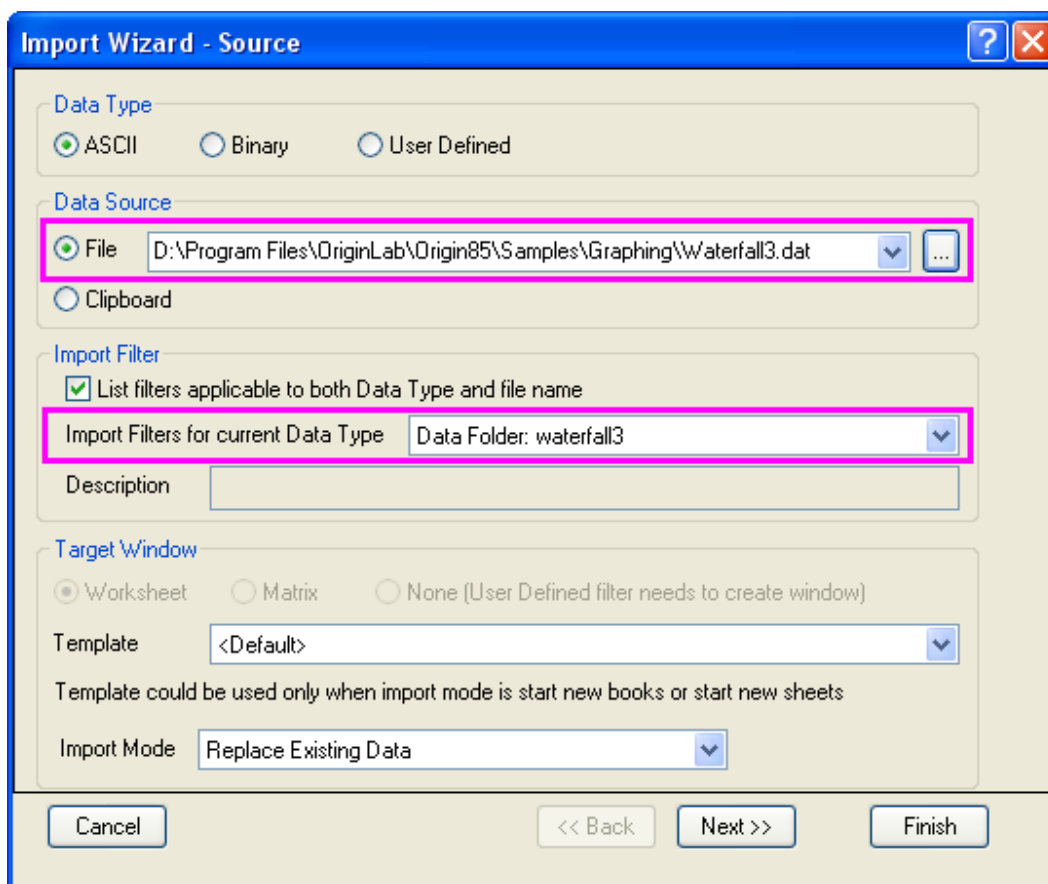 Import Wizard - Source
Data Type
ASCII Binary User Defined
Data Source
File D:\Program Files\OriginLab\Origin85\Samples\Graphing\Waterfall3.dat ...
Clipboard
Import Filter
List filters applicable to both Data Type and file name
Import Filters for current Data Type Data Folder: waterfall3
Description
Target Window
Worksheet Matrix None (User Defined filter needs to create window)
Template <Default>
Template could be used only when import mode is start new books or start new sheets
Import Mode Replace Existing Data
Cancel << Back Next >> Finish